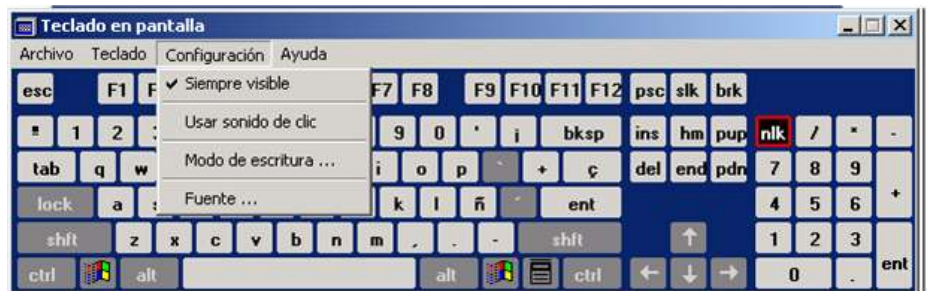 Teclado en pantalla
Archivo Teclado Configuración Ayuda
esc F1 F7 F8 F9 F10 F11 F12 psc slk brk
✓ Siempre visible
Usar sonido de clic
Modo de escritura ...
Fuente ...
1 2 9 0 ' ¡ bksp ins hm pup nlk / * -
tab q w i o p ` + ç del end pdn 7 8 9 +
lock a k l ñ ´ ent 4 5 6
shft z x c v b n m , . - shft ↑ 1 2 3
ctrl alt alt ctrl ← ↓ → 0 . ent